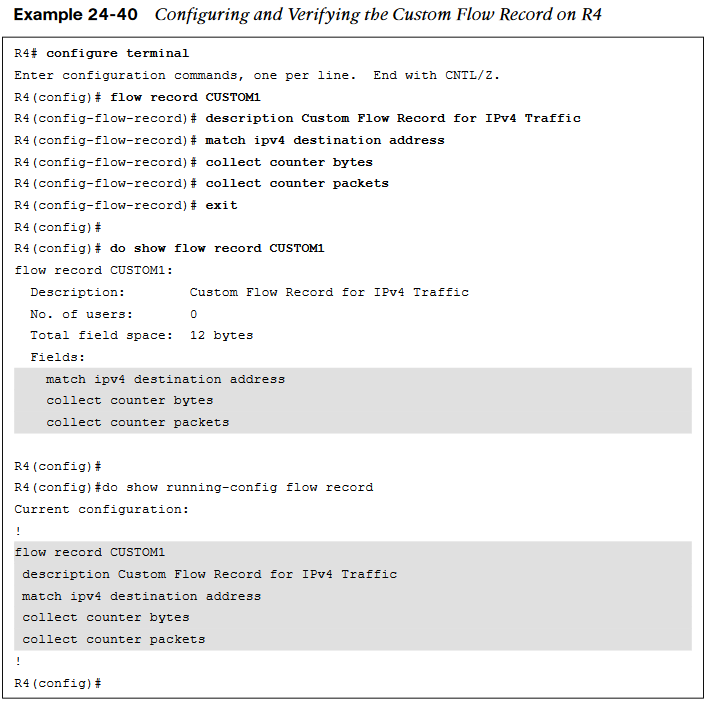 Example 24-40 Configuring and Verifying the Custom Flow Record on R4
R4# configure terminal
Enter configuration commands, one per line.  End with CNTL/Z.
R4(config)# flow record CUSTOM1
R4(config-flow-record)# description Custom Flow Record for IPv4 Traffic
R4(config-flow-record)# match ipv4 destination address
R4(config-flow-record)# collect counter bytes
R4(config-flow-record)# collect counter packets
R4(config-flow-record)# exit
R4(config)#
R4(config)# do show flow record CUSTOM1
flow record CUSTOM1:
  Description:        Custom Flow Record for IPv4 Traffic
  No. of users:       0
  Total field space:  12 bytes
  Fields:
    match ipv4 destination address
    collect counter bytes
    collect counter packets
R4(config)#
R4(config)#do show running-config flow record
Current configuration:
!
flow record CUSTOM1
 description Custom Flow Record for IPv4 Traffic
 match ipv4 destination address
 collect counter bytes
 collect counter packets
!
R4(config)#